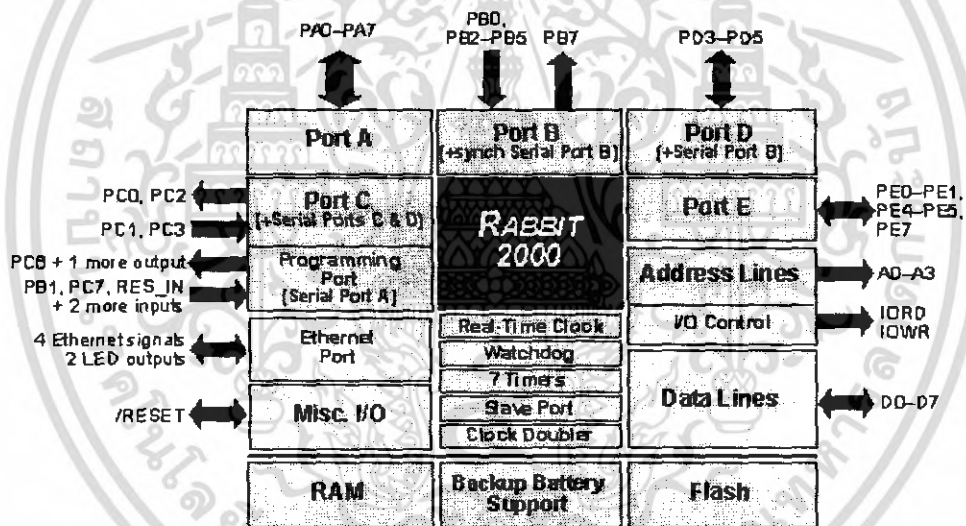 PA0-PA7
PB0,
PB2-PB5
PB7
PD3-PD5
Port A
Port B
(+synch Serial Port B)
Port D
(+Serial Port B)
PC0, PC2
PC1, PC3
Port C
(+Serial Ports C & D)
RABBIT
2000
Port E
PE0-PE1,
PE4-PE5,
PE7
PC6 + 1 more output
PB1, PC7, RES_IN
+ 2 more inputs
Programming
Port
(Serial Port A)
Address Lines
A0-A3
I/O Control
IORD
IOWR
4 Ethernet signals
2 LED outputs
Ethernet
Port
Real-Time Clock
Watchdog
7 Timers
Slave Port
Clock Doubler
Data Lines
D0-D7
/RESET
Misc. I/O
RAM
Backup Battery
Support
Flash